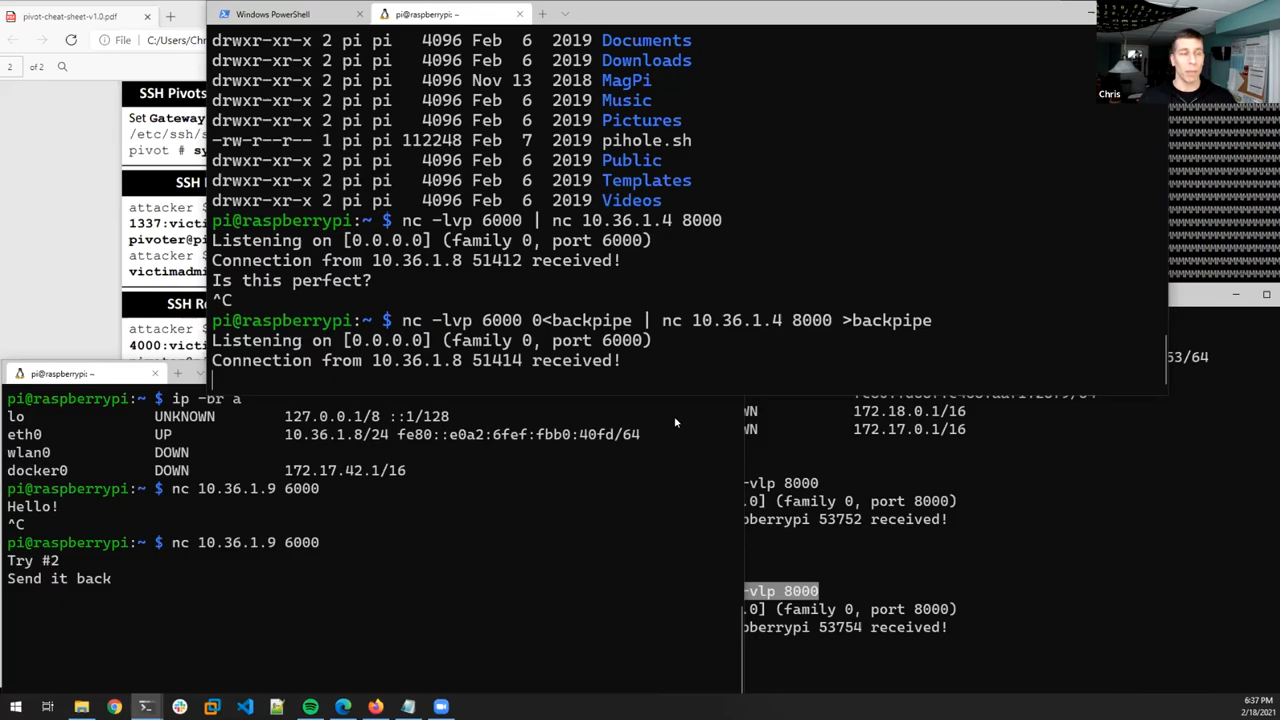 pivot-cheat-sheet-v1.0.pdf
Windows PowerShell
pi@raspberrypi: ~
File
C:/Users/Chri
2 of 2
SSH Pivots
Set Gateway
/etc/ssh/s
pivot # sy
SSH
attacker $
1337:victi
pivoter@pi
attacker $
victimadmi
SSH Re
attacker $
4000:victi
drwxr-xr-x 2 pi pi 4096 Feb 6 2019 Documents
drwxr-xr-x 2 pi pi 4096 Feb 6 2019 Downloads
drwxr-xr-x 2 pi pi 4096 Nov 13 2018 MagPi
drwxr-xr-x 2 pi pi 4096 Feb 6 2019 Music
drwxr-xr-x 2 pi pi 4096 Feb 6 2019 Pictures
-rw-r--r-- 1 pi pi 112248 Feb 7 2019 pihole.sh
drwxr-xr-x 2 pi pi 4096 Feb 6 2019 Public
drwxr-xr-x 2 pi pi 4096 Feb 6 2019 Templates
drwxr-xr-x 2 pi pi 4096 Feb 6 2019 Videos
pi@raspberrypi:~ $ nc -lvp 6000 | nc 10.36.1.4 8000
Listening on [0.0.0.0] (family 0, port 6000)
Connection from 10.36.1.8 51412 received!
Is this perfect?
^C
pi@raspberrypi:~ $ nc -lvp 6000 0<backpipe | nc 10.36.1.4 8000 >backpipe
Listening on [0.0.0.0] (family 0, port 6000)
Connection from 10.36.1.8 51414 received!
Chris
pi@raspberrypi: ~
pi@raspberrypi:~ $ ip -br a
lo UNKNOWN 127.0.0.1/8 ::1/128
eth0 UP 10.36.1.8/24 fe80::e0a2:6fef:fbb0:40fd/64
wlan0 DOWN
docker0 DOWN 172.17.42.1/16
pi@raspberrypi:~ $ nc 10.36.1.9 6000
Hello!
^C
pi@raspberrypi:~ $ nc 10.36.1.9 6000
Try #2
Send it back
53/64
WN 172.18.0.1/16
WN 172.17.0.1/16
-vlp 8000
.0] (family 0, port 8000)
pberrypi 53752 received!
-vlp 8000
.0] (family 0, port 8000)
pberrypi 53754 received!
6:37 PM
2/18/2021